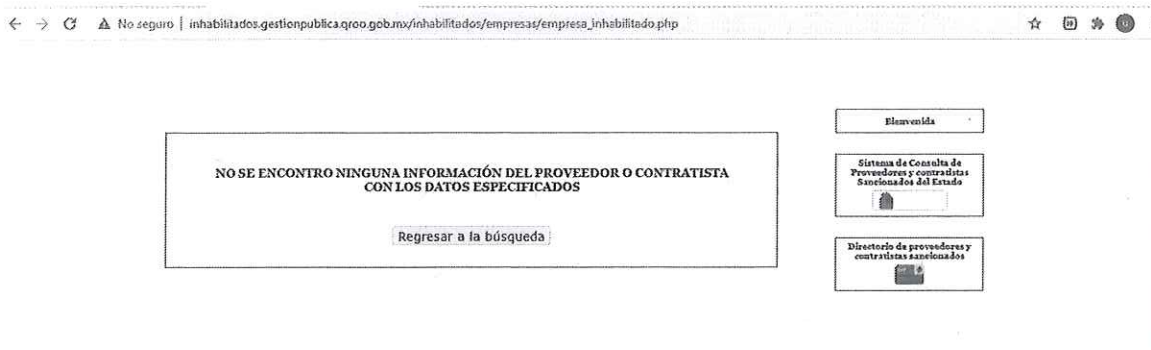 No seguro | inhabilitados.gestionpublica.qroo.gob.mx/inhabilitados/empresas/empresa_inhabilitado.php
Bienvenida
NO SE ENCONTRO NINGUNA INFORMACIÓN DEL PROVEEDOR O CONTRATISTA
CON LOS DATOS ESPECIFICADOS
Regresar a la búsqueda
Sistema de Consulta de
Proveedores y contratistas
Sancionados del Estado
Directorio de proveedores y
contratistas sancionados